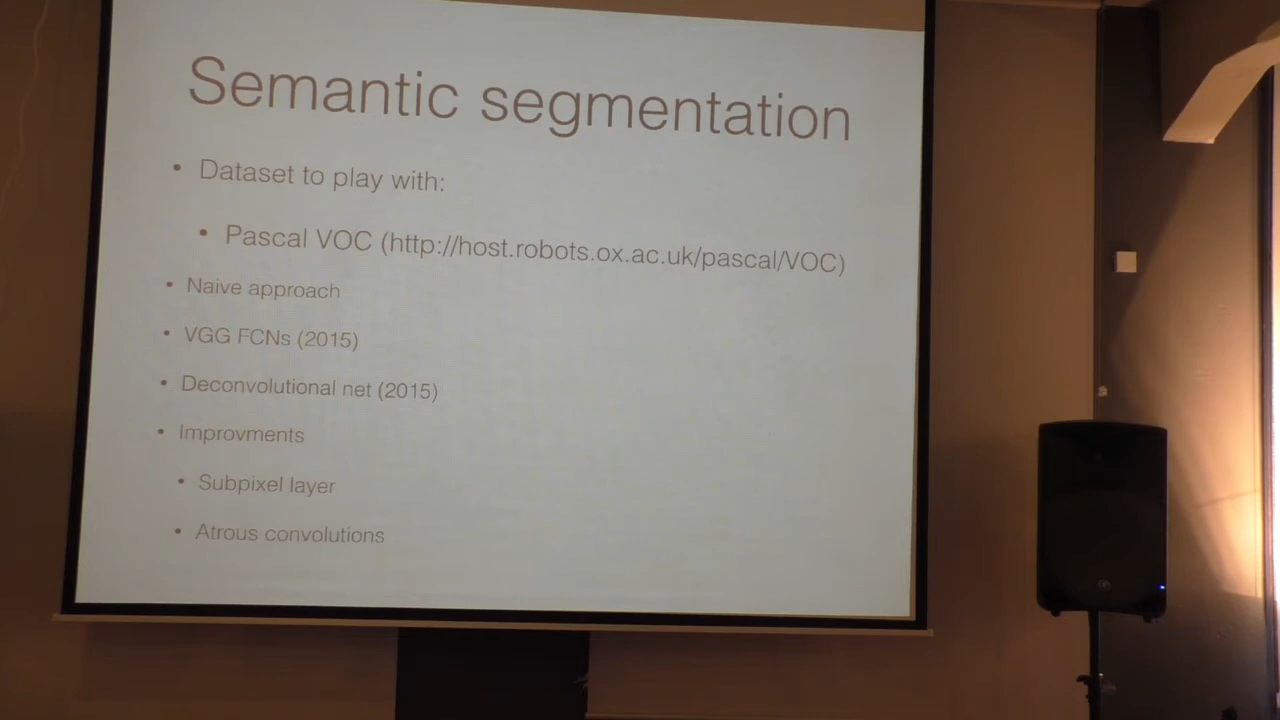 Semantic segmentation
• Dataset to play with:
• Pascal VOC (http://host.robots.ox.ac.uk/pascal/VOC)
• Naive approach
• VGG FCNs (2015)
• Deconvolutional net (2015)
• Improvments
• Subpixel layer
• Atrous convolutions